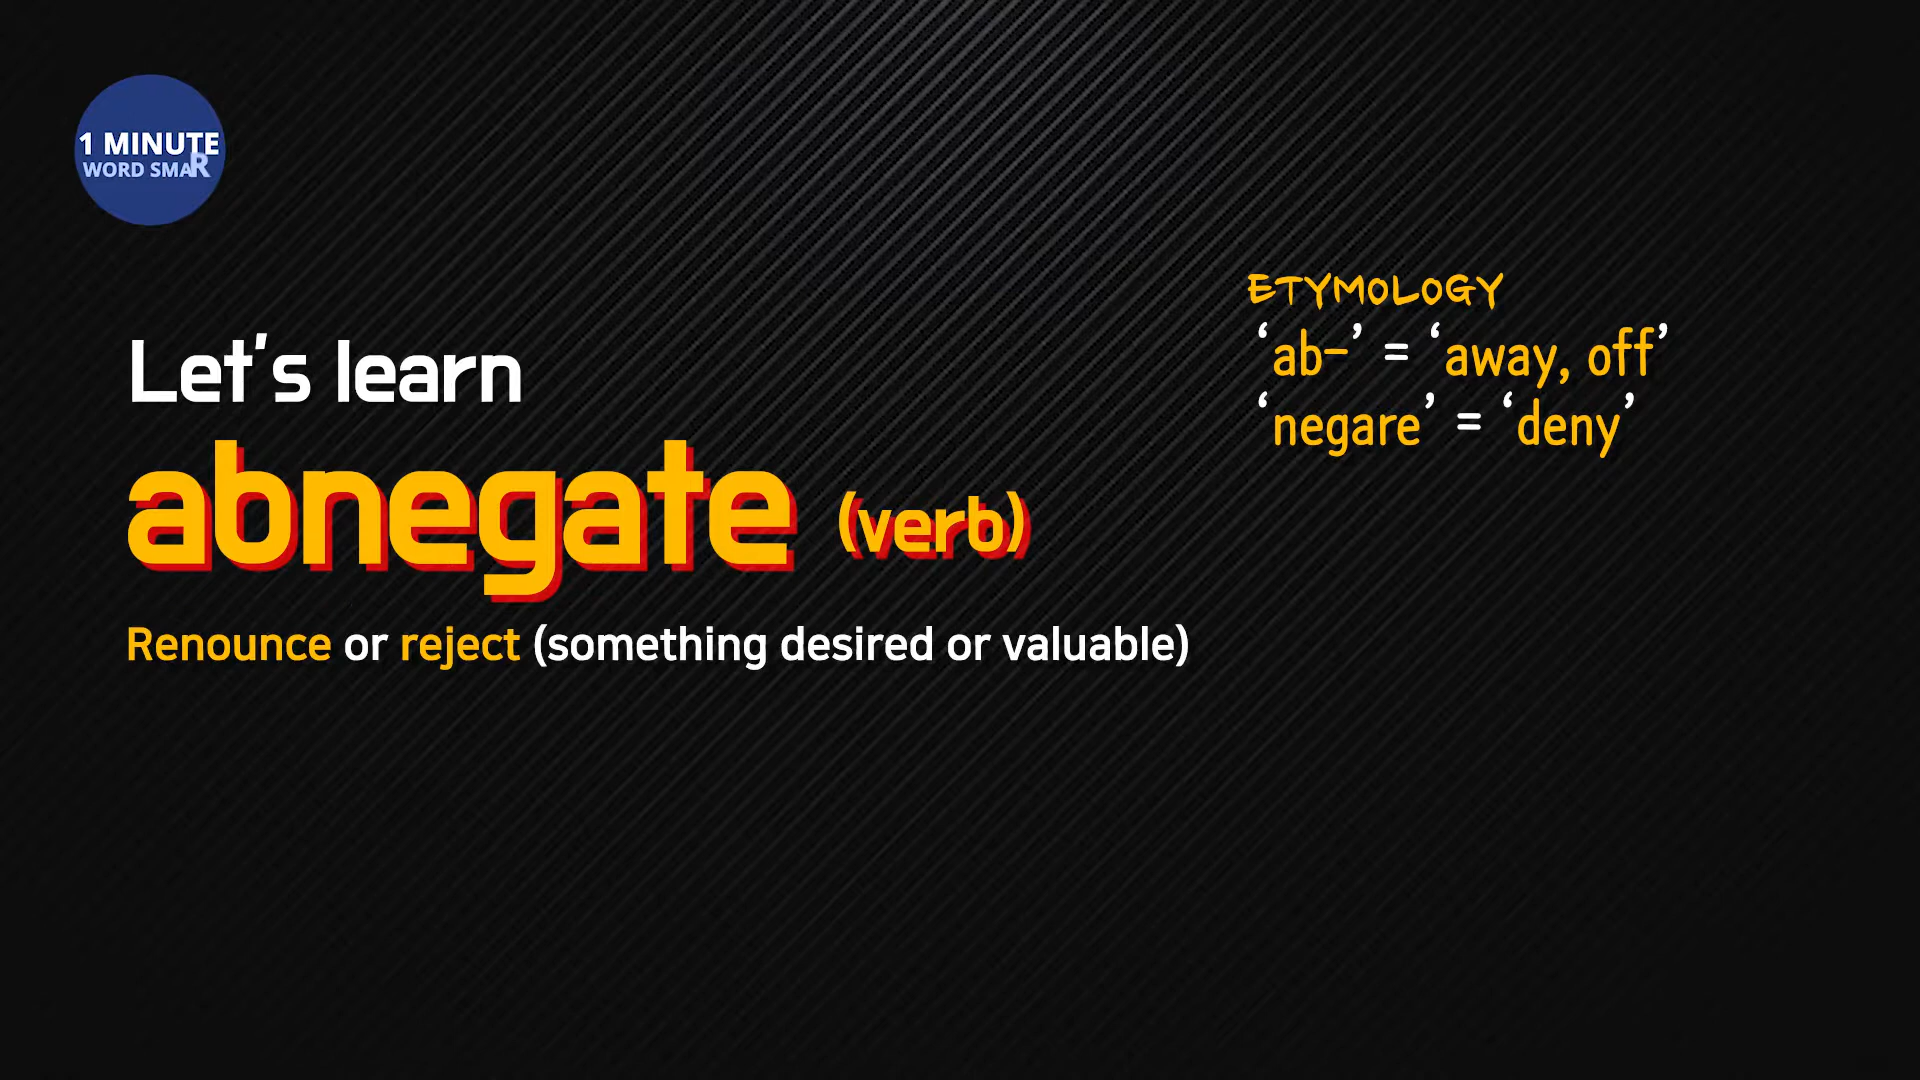 1 MINUTE
WORD SMAR
Let's learn
abnegate (verb)
Renounce or reject (something desired or valuable)
ETYMOLOGY
‘ab-’ = ‘away, off’
‘negare’ = ‘deny’